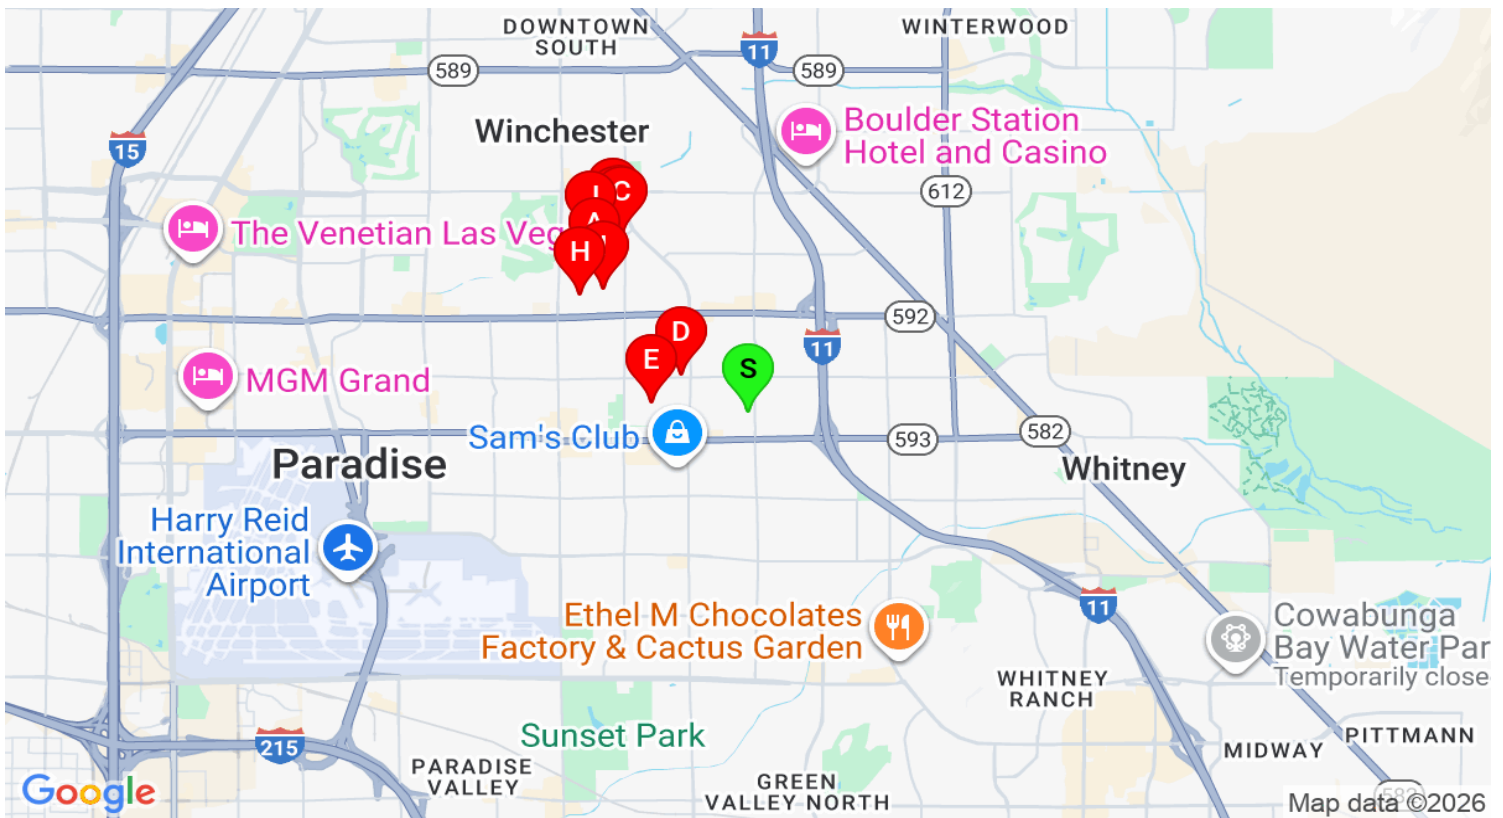 DOWNTOWN
SOUTH
WINTERWOOD
11
589
589
Winchester
Boulder Station
Hotel and Casino
15
612
C
A
The Venetian Las Veg
H
592
D
E
S
11
MGM Grand
Sam's Club
593
582
Paradise
Whitney
Harry Reid
International
Airport
11
Ethel M Chocolates
Factory & Cactus Garden
Cowabunga
Bay Water Par
Temporarily close
WHITNEY
RANCH
Sunset Park
215
MIDWAY
PITTMANN
PARADISE
VALLEY
GREEN
VALLEY NORTH
Google
582
Map data ©2026